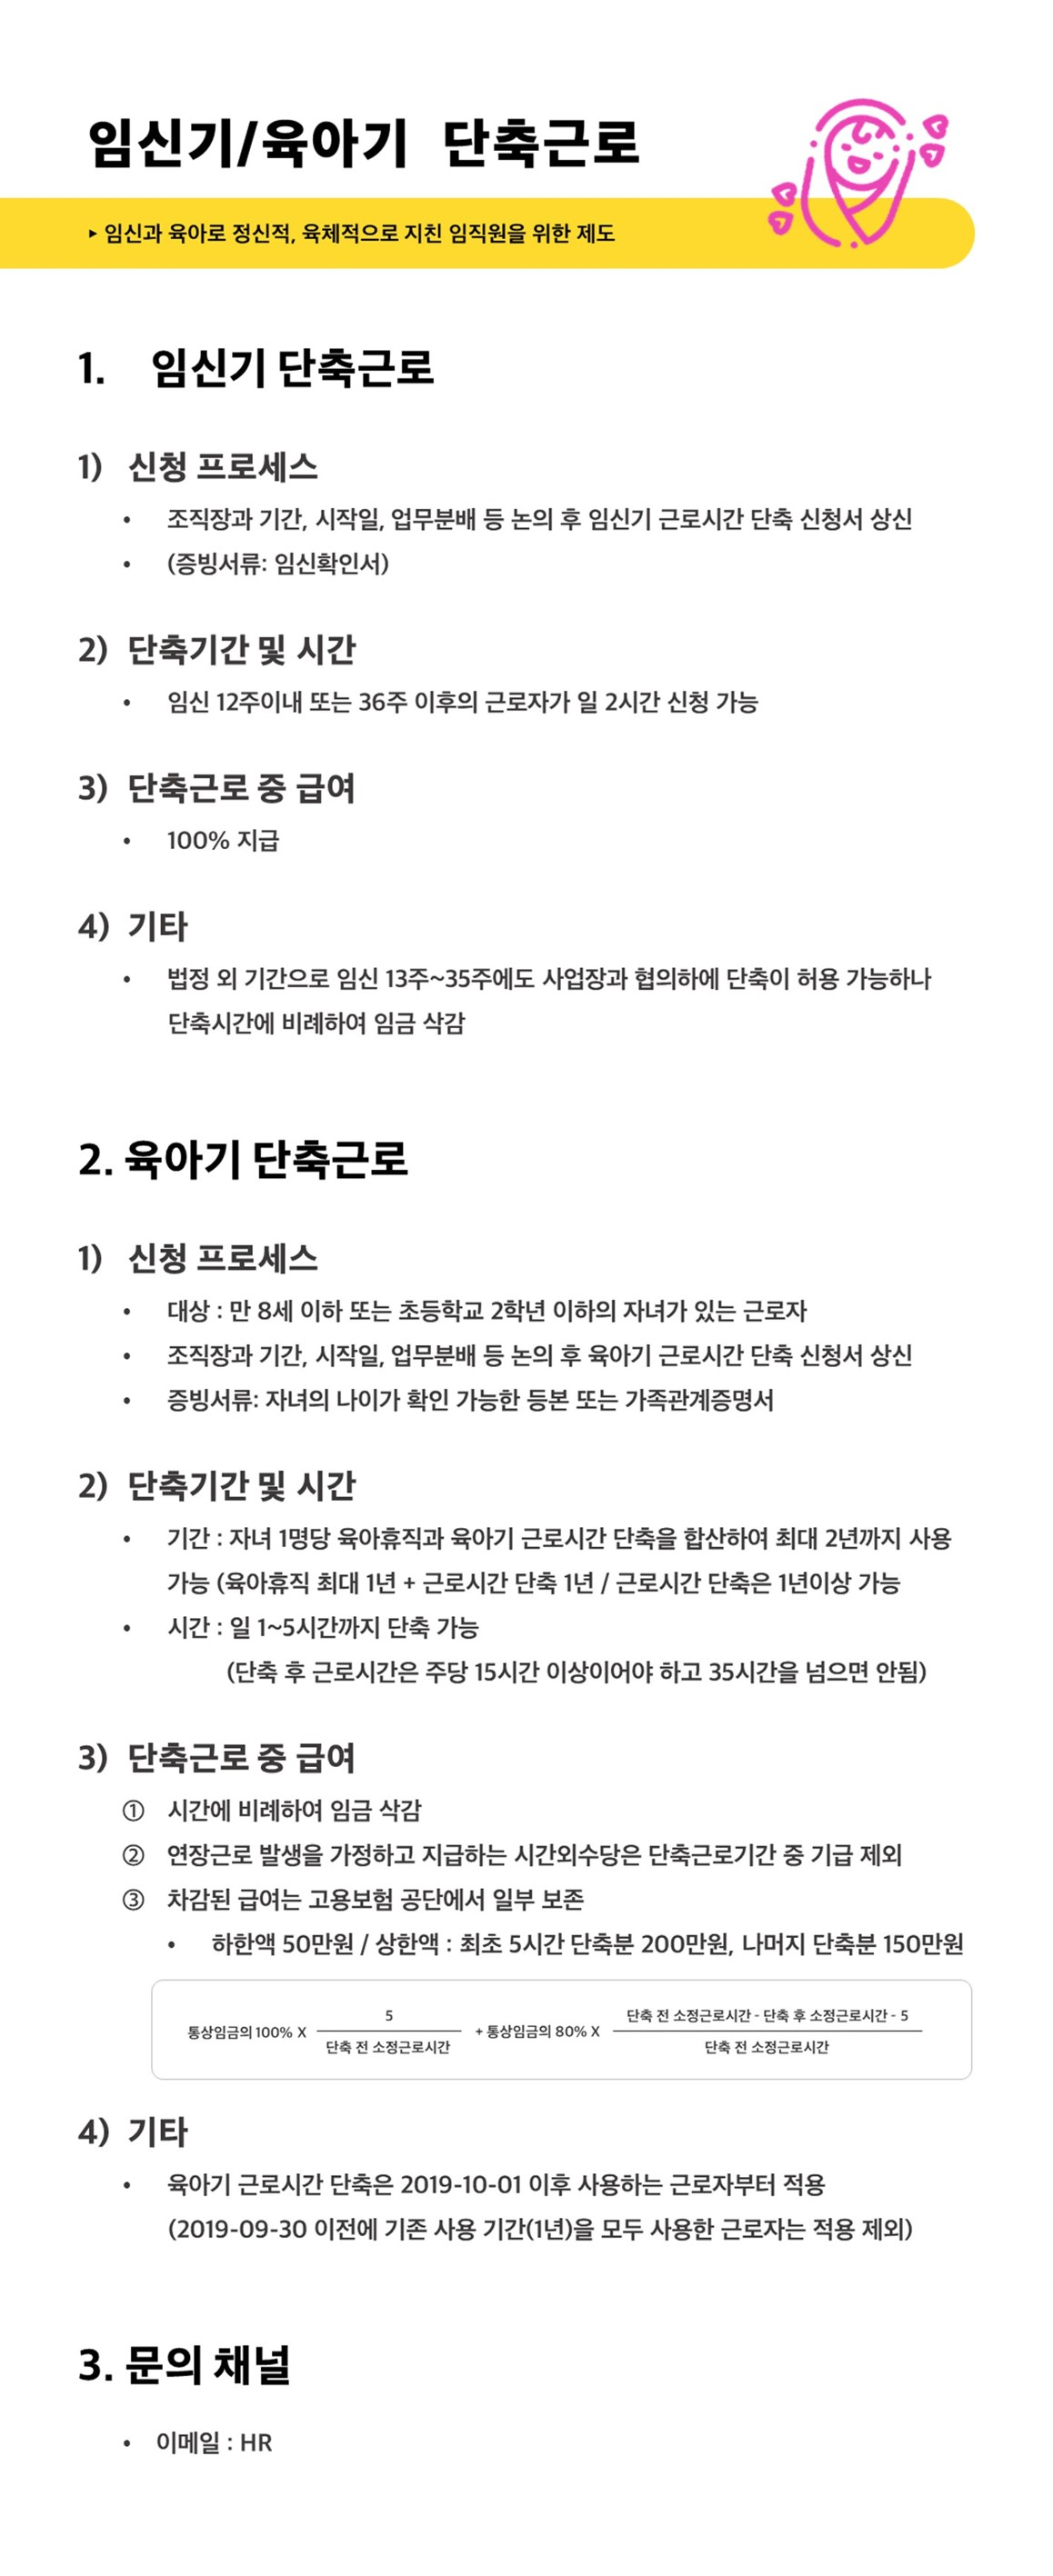 임신기/육아기 단축근로
▸ 임신과 육아로 정신적, 육체적으로 지친 임직원을 위한 제도
1. 임신기 단축근로
1) 신청 프로세스
• 조직장과 기간, 시작일, 업무분배 등 논의 후 임신기 근로시간 단축 신청서 상신
• (증빙서류: 임신확인서)
2) 단축기간 및 시간
• 임신 12주이내 또는 36주 이후의 근로자가 일 2시간 신청 가능
3) 단축근로 중 급여
• 100% 지급
4) 기타
• 법정 외 기간으로 임신 13주~35주에도 사업장과 협의하에 단축이 허용 가능하나
단축시간에 비례하여 임금 삭감
2. 육아기 단축근로
1) 신청 프로세스
• 대상 : 만 8세 이하 또는 초등학교 2학년 이하의 자녀가 있는 근로자
• 조직장과 기간, 시작일, 업무분배 등 논의 후 육아기 근로시간 단축 신청서 상신
• 증빙서류: 자녀의 나이가 확인 가능한 등본 또는 가족관계증명서
2) 단축기간 및 시간
• 기간 : 자녀 1명당 육아휴직과 육아기 근로시간 단축을 합산하여 최대 2년까지 사용
가능 (육아휴직 최대 1년 + 근로시간 단축 1년 / 근로시간 단축은 1년이상 가능
• 시간 : 일 1~5시간까지 단축 가능
(단축 후 근로시간은 주당 15시간 이상이어야 하고 35시간을 넘으면 안됨)
3) 단축근로 중 급여
① 시간에 비례하여 임금 삭감
② 연장근로 발생을 가정하고 지급하는 시간외수당은 단축근로기간 중 기급 제외
③ 차감된 급여는 고용보험 공단에서 일부 보존
• 하한액 50만원 / 상한액 : 최초 5시간 단축분 200만원, 나머지 단축분 150만원
5 단축 전 소정근로시간 - 단축 후 소정근로시간 - 5
통상임금의 100% X + 통상임금의 80% X
단축 전 소정근로시간 단축 전 소정근로시간
4) 기타
• 육아기 근로시간 단축은 2019-10-01 이후 사용하는 근로자부터 적용
(2019-09-30 이전에 기존 사용 기간(1년)을 모두 사용한 근로자는 적용 제외)
3. 문의 채널
• 이메일 : HR